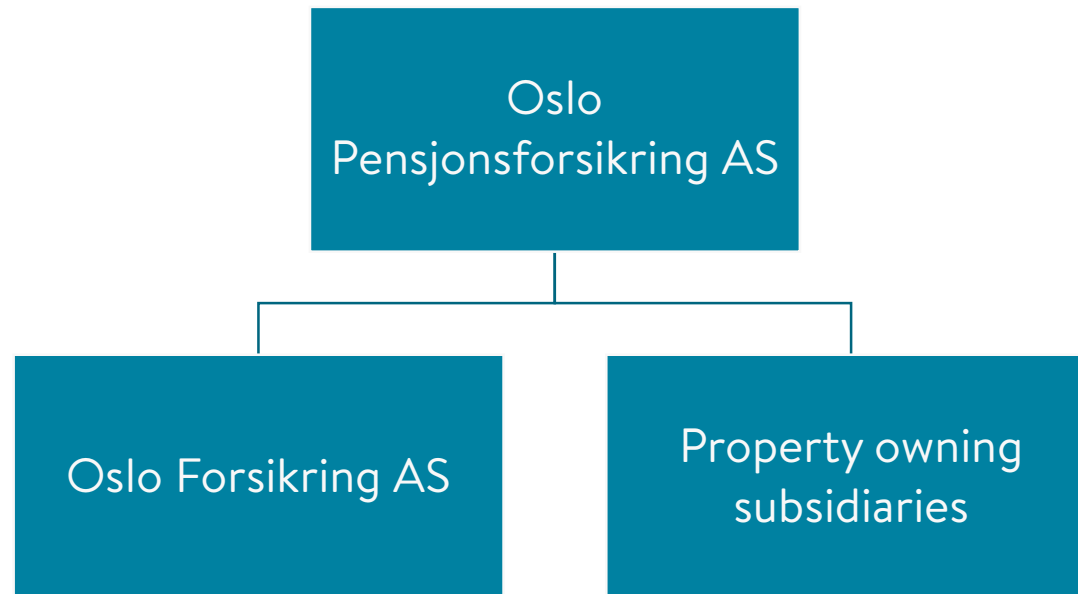 Oslo
Pensjonsforsikring AS
Oslo Forsikring AS
Property owning
subsidiaries